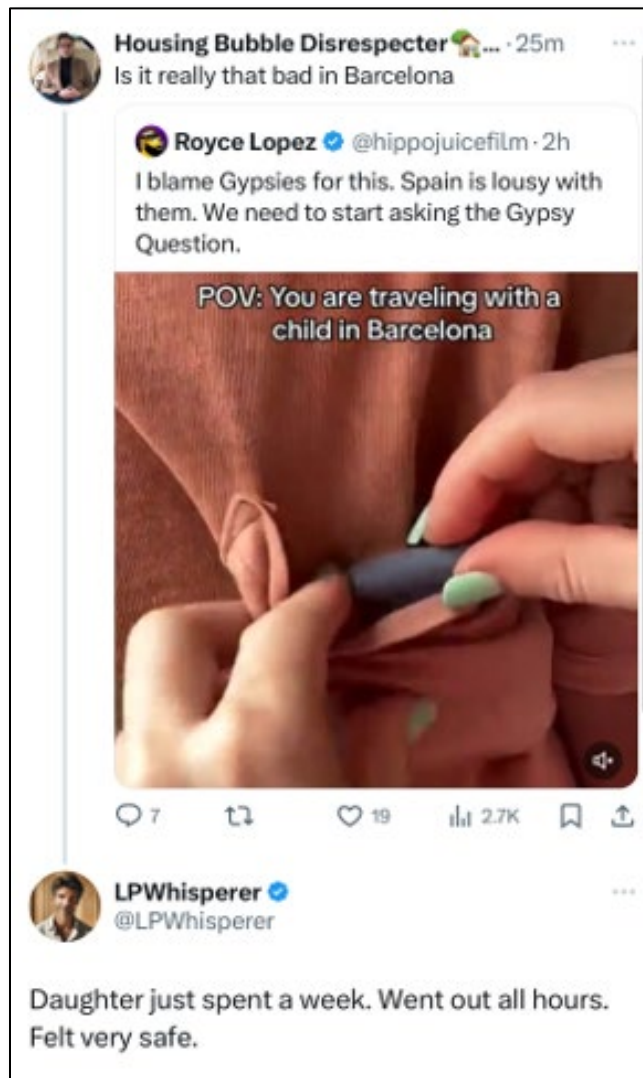 Housing Bubble Disrespecter 🏡... · 25m
Is it really that bad in Barcelona
Royce Lopez @hippojuicefilm · 2h
I blame Gypsies for this. Spain is lousy with
them. We need to start asking the Gypsy
Question.
POV: You are traveling with a
child in Barcelona
7 19 2.7K
LPWhisperer
@LPWhisperer
Daughter just spent a week. Went out all hours.
Felt very safe.